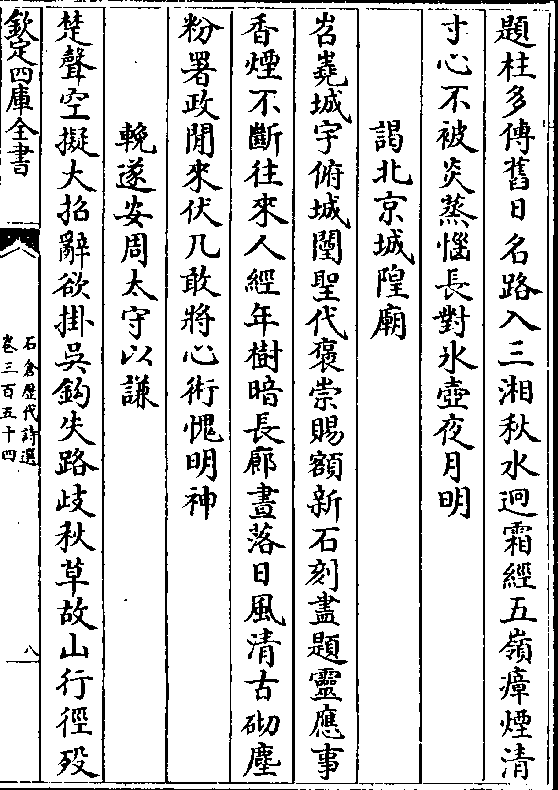 題柱多傳舊日名路入三湘秋水迥霜經五嶺瘴煙清
寸心不被炎蒸惱長對氷壺夜月明
謁北京城隍廟
岧嶤城宇俯城闉聖代褒崇賜額新石刻盡題靈應事
香煙不斷往來人經年樹暗長廊晝落日風清古砌塵
粉署政閒來伏几敢將心術愧明神
輓遂安周太守以謙
楚聲空擬大招辭欲掛吳鈎失路歧秋草故山行徑殁
欽定四庫全書
石倉歷代詩選
卷三百五十四
八